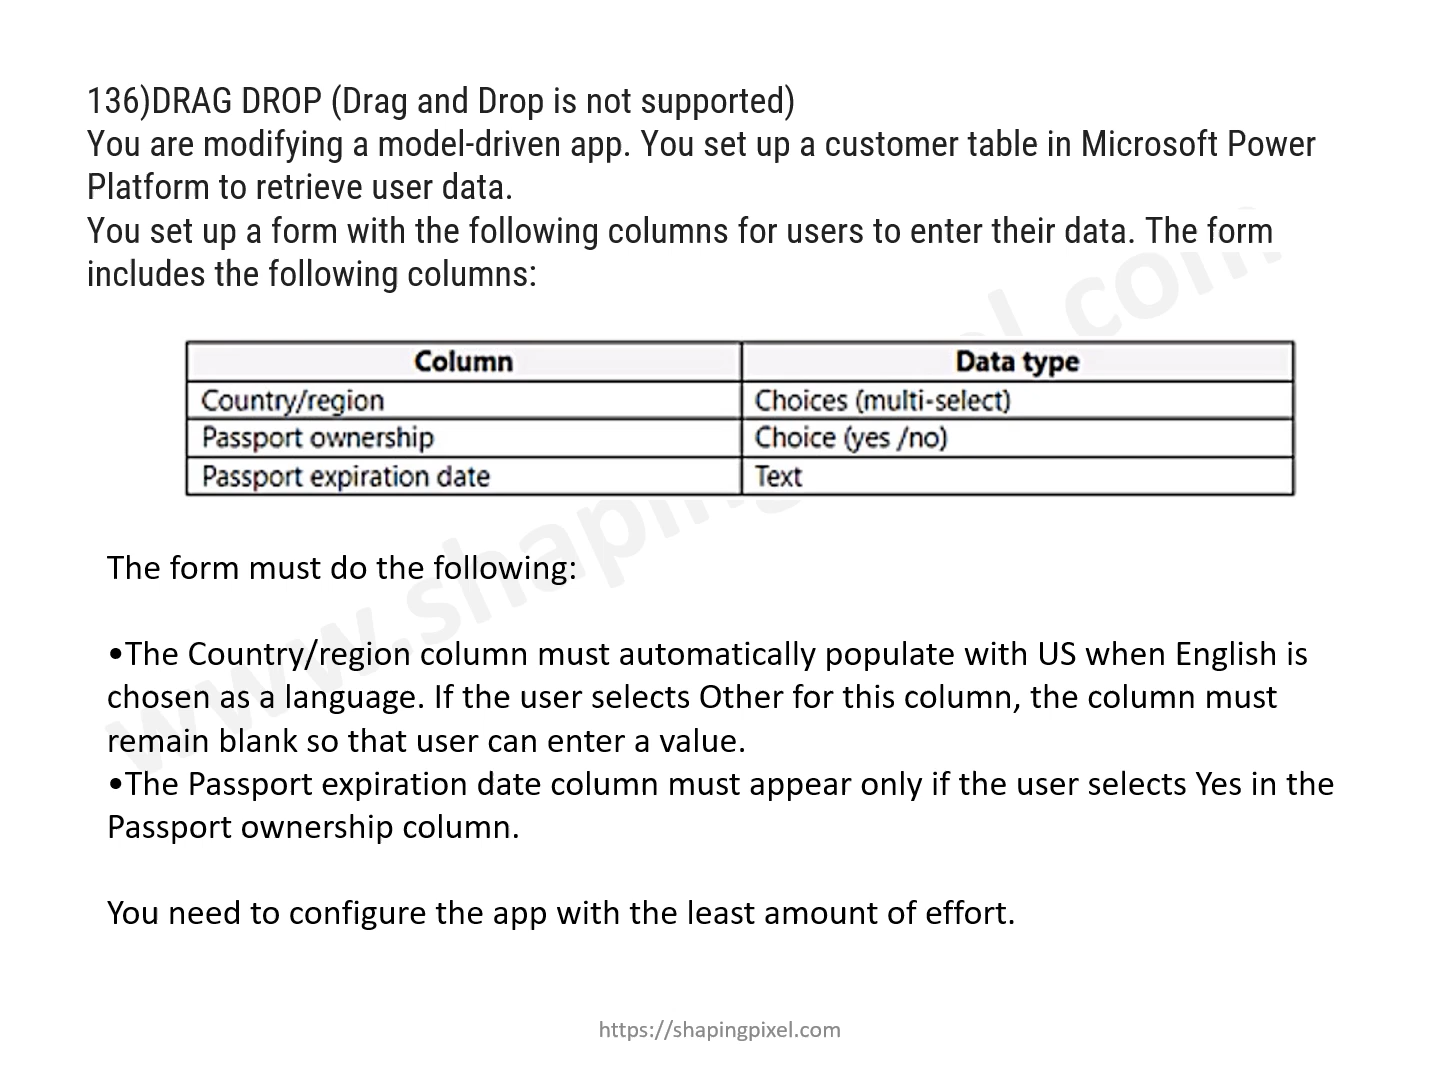 136)DRAG DROP (Drag and Drop is not supported)
You are modifying a model-driven app. You set up a customer table in Microsoft Power
Platform to retrieve user data.
You set up a form with the following columns for users to enter their data. The form
includes the following columns:
Column Data type
Country/region Choices (multi-select)
Passport ownership Choice (yes /no)
Passport expiration date Text
The form must do the following:
•The Country/region column must automatically populate with US when English is
chosen as a language. If the user selects Other for this column, the column must
remain blank so that user can enter a value.
•The Passport expiration date column must appear only if the user selects Yes in the
Passport ownership column.
You need to configure the app with the least amount of effort.
https://shapingpixel.com